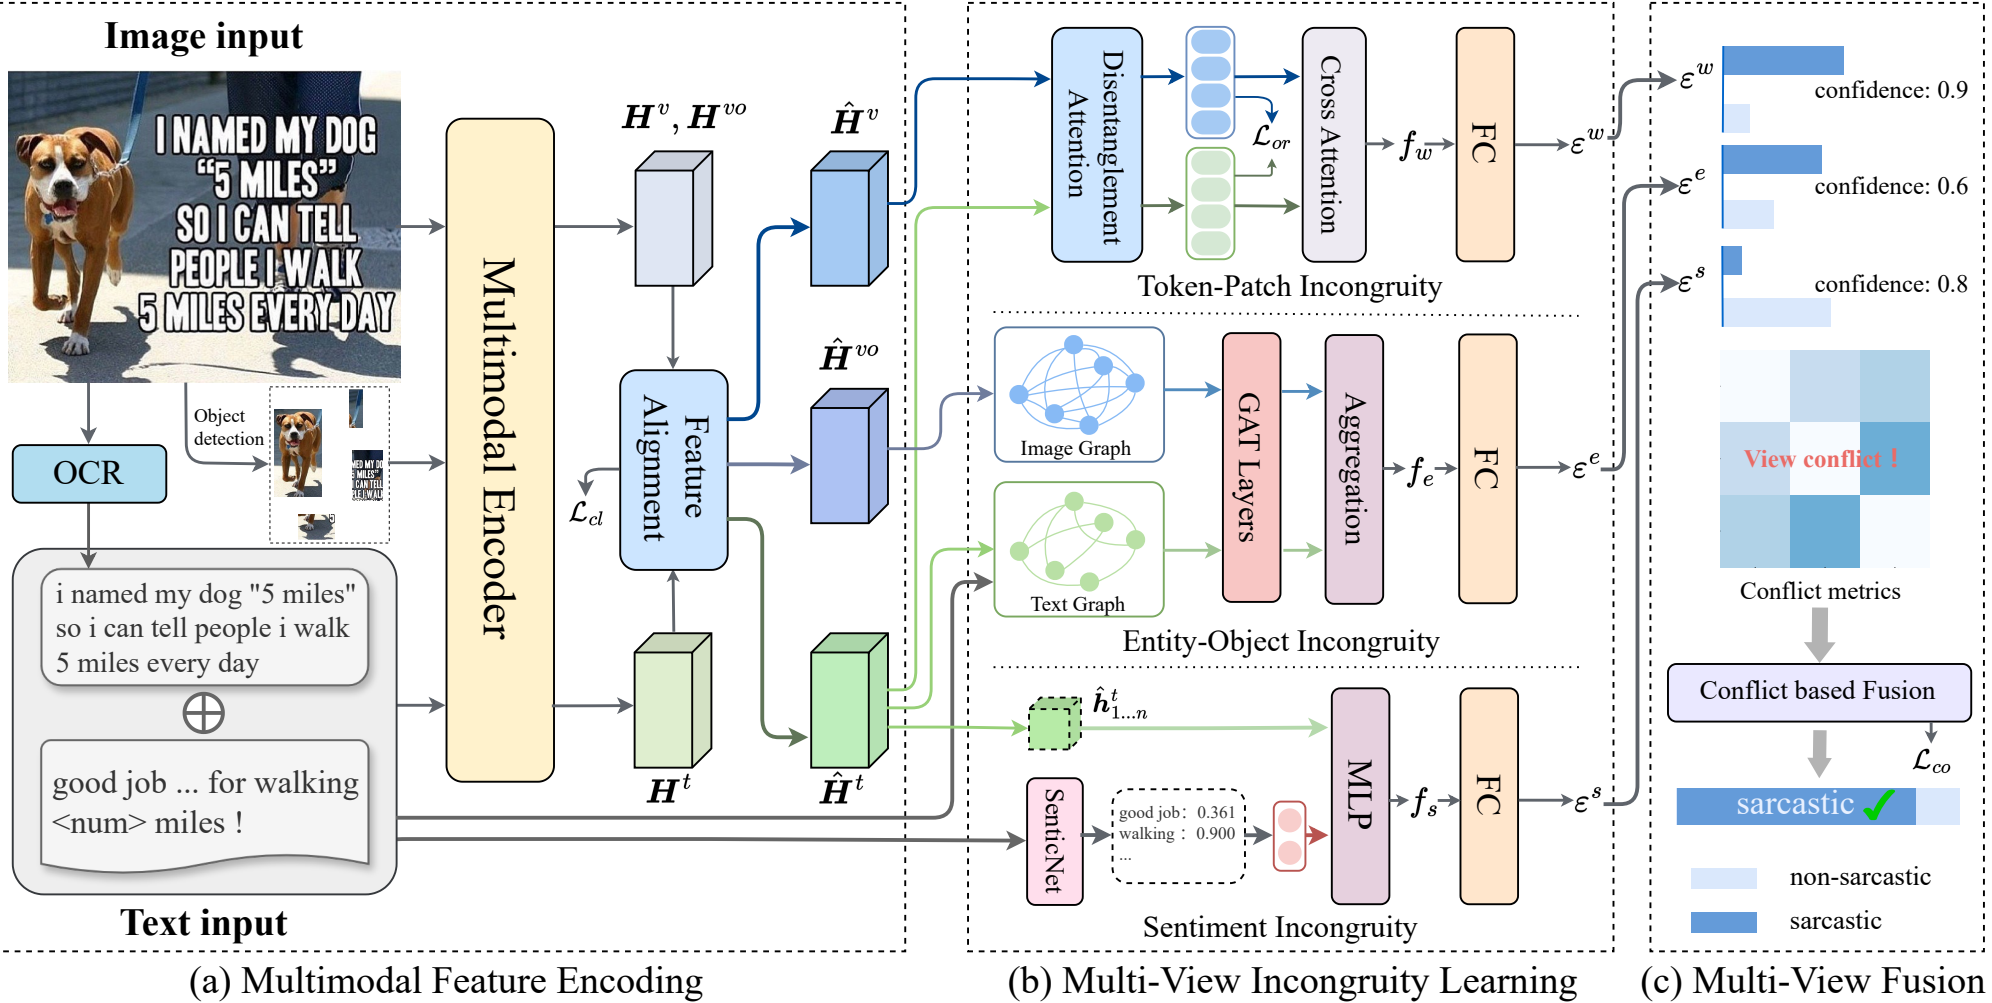 Image input
I NAMED MY DOG
“5 MILES”
SO I CAN TELL
PEOPLE I WALK
5 MILES EVERY DAY
Object
detection
MED MY DO
MILES"
I CAN TELL
OCR
i named my dog "5 miles"
so i can tell people i walk
5 miles every day
⊕
good job ... for walking
<num> miles !
Text input
Multimodal Encoder
H^v, H^vo
Feature
Alignment
L_cl
H^t
Ĥ^v
Ĥ^vo
Ĥ^t
(a) Multimodal Feature Encoding
Disentanglement
Attention
L_or
Cross Attention
f_w
FC
ε^w
Token-Patch Incongruity
Image Graph
Text Graph
GAT Layers
Aggregation
f_e
FC
ε^e
Entity-Object Incongruity
ĥ^t_1...n
SenticNet
good job: 0.361
walking : 0.900
...
MLP
f_s
FC
ε^s
Sentiment Incongruity
(b) Multi-View Incongruity Learning
ε^w
confidence: 0.9
ε^e
confidence: 0.6
ε^s
confidence: 0.8
View conflict !
Conflict metrics
Conflict based Fusion
L_co
sarcastic ✓
non-sarcastic
sarcastic
(c) Multi-View Fusion